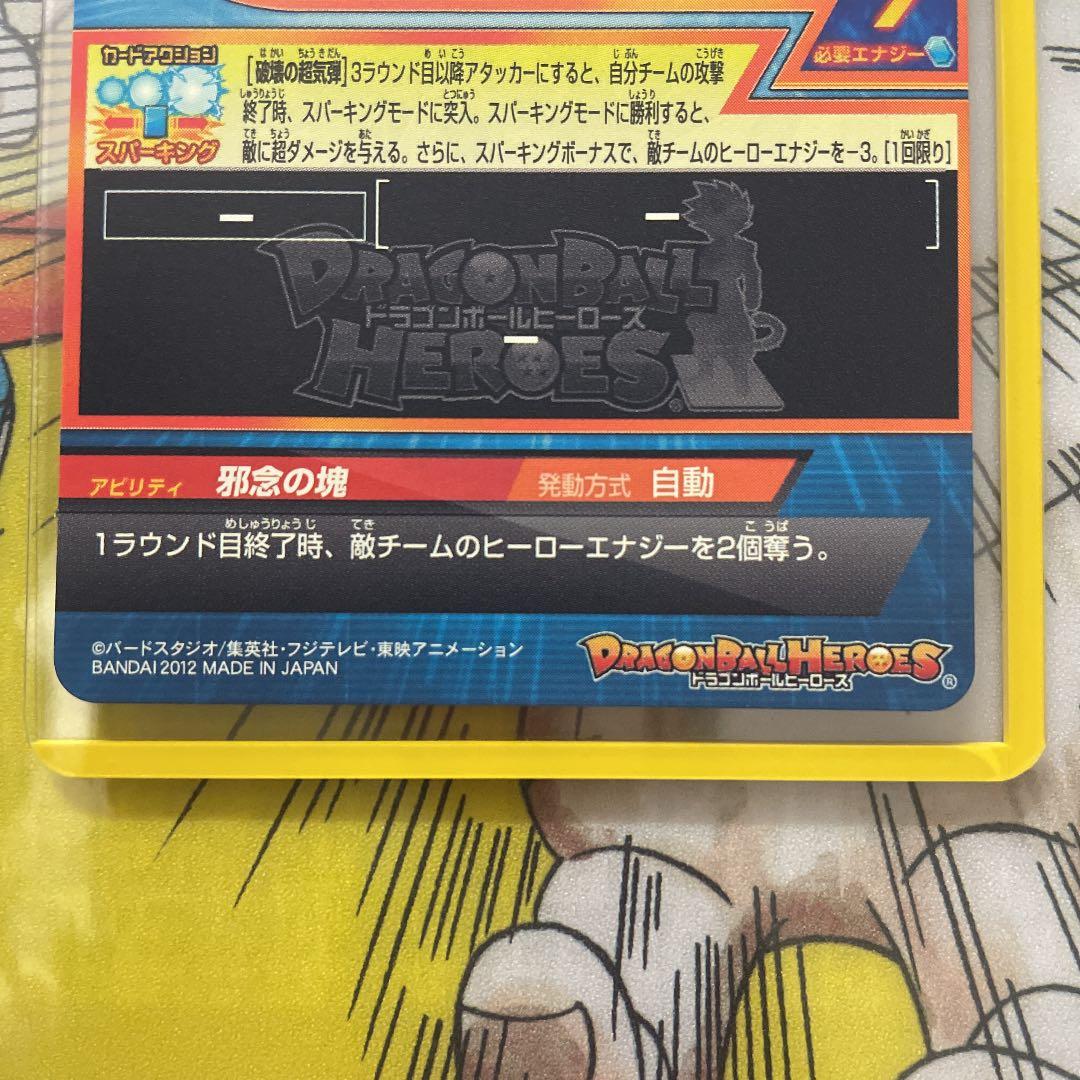 7
必要エナジー
カードアクション
スパーキング
[破壊の超気弾]3ラウンド目以降アタッカーにすると、自分チームの攻撃
終了時、スパーキングモードに突入。スパーキングモードに勝利すると、
敵に超ダメージを与える。さらに、スパーキングボーナスで、敵チームのヒーローエナジーを-3。[1回限り]
ー
ー
DRAGONBALL
ドラゴンボールヒーローズ
HEROES
ー
アビリティ 邪念の塊 発動方式 自動
1ラウンド目終了時、敵チームのヒーローエナジーを2個奪う。
©バードスタジオ/集英社・フジテレビ・東映アニメーション
BANDAI 2012 MADE IN JAPAN
DRAGONBALL HEROES
ドラゴンボールヒーローズ
®